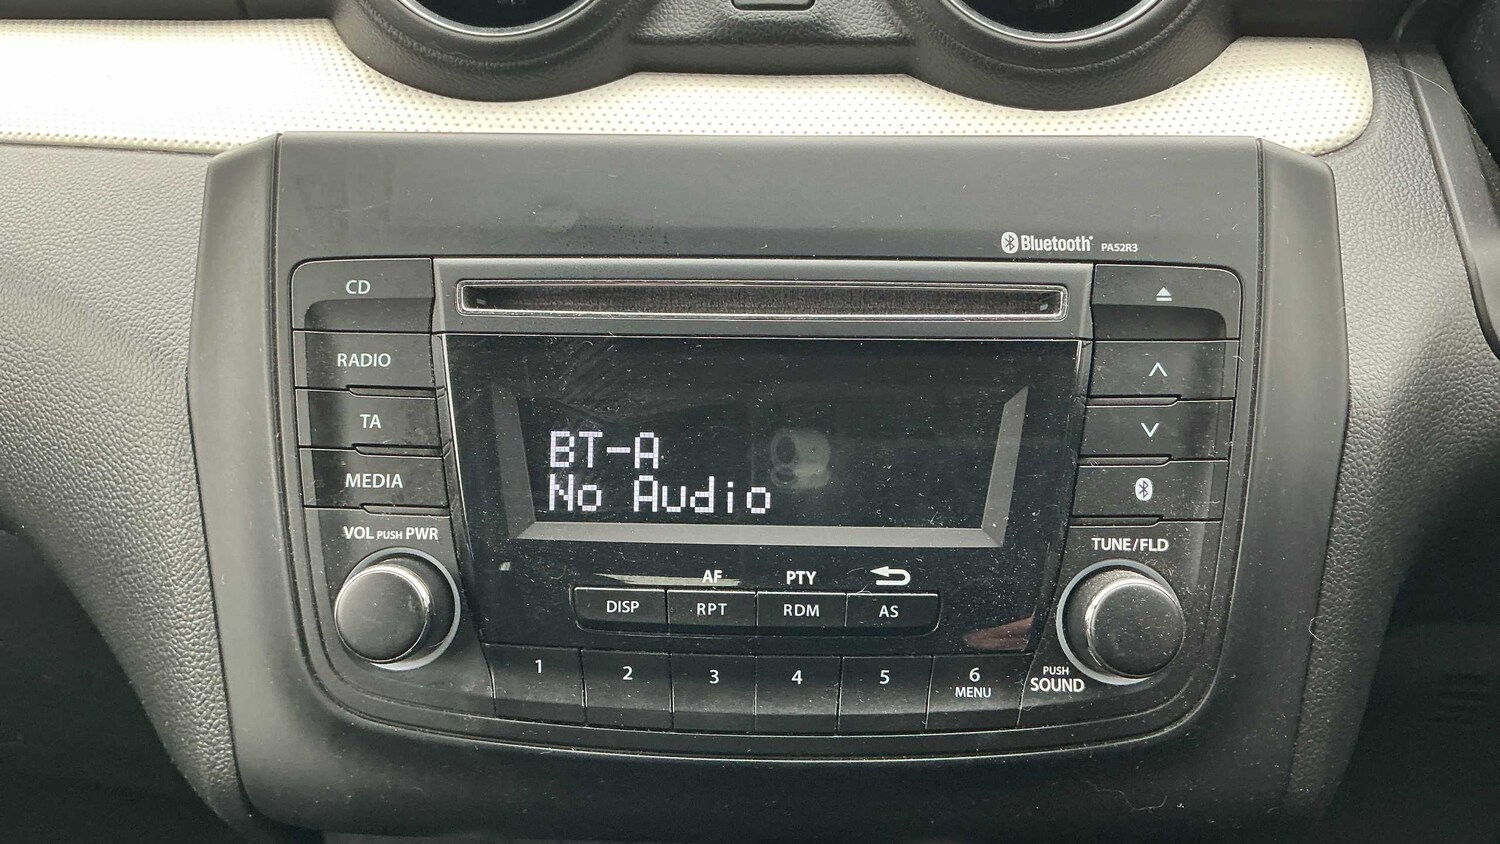 Bluetooth® PA52R3
CD
RADIO
TA
MEDIA
VOL PUSH PWR
BT-A
No Audio
TUNE/FLD
AF PTY
DISP RPT RDM AS
1 2 3 4 5 6
MENU
PUSH
SOUND